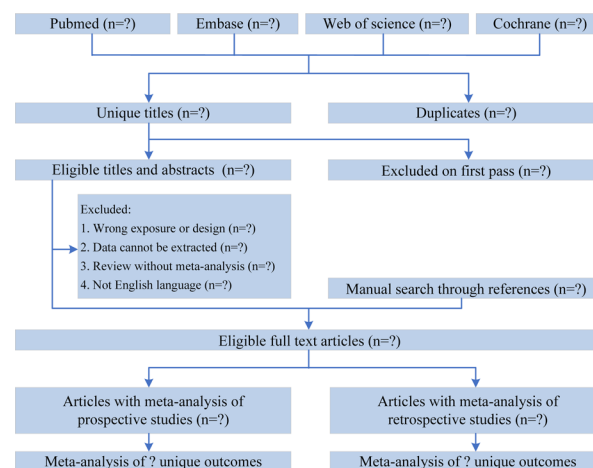 Pubmed (n=?)
Embase (n=?)
Web of science (n=?)
Cochrane (n=?)
Unique titles (n=?)
Duplicates (n=?)
Eligible titles and abstracts (n=?)
Excluded on first pass (n=?)
Excluded:
1. Wrong exposure or design (n=?)
2. Data cannot be extracted (n=?)
3. Review without meta-analysis (n=?)
4. Not English language (n=?)
Manual search through references (n=?)
Eligible full text articles (n=?)
Articles with meta-analysis of
prospective studies (n=?)
Articles with meta-analysis of
retrospective studies (n=?)
Meta-analysis of ? unique outcomes
Meta-analysis of ? unique outcomes